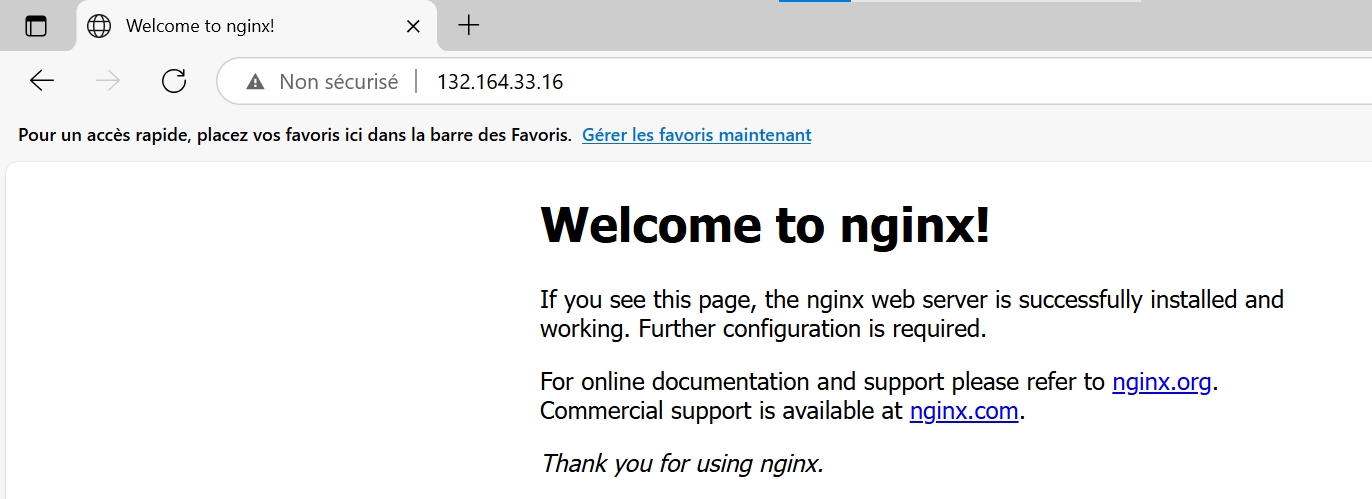 Welcome to nginx!
Non sécurisé
132.164.33.16
Pour un accès rapide, placez vos favoris ici dans la barre des Favoris. Gérer les favoris maintenant
Welcome to nginx!
If you see this page, the nginx web server is successfully installed and
working. Further configuration is required.
For online documentation and support please refer to nginx.org.
Commercial support is available at nginx.com.
Thank you for using nginx.